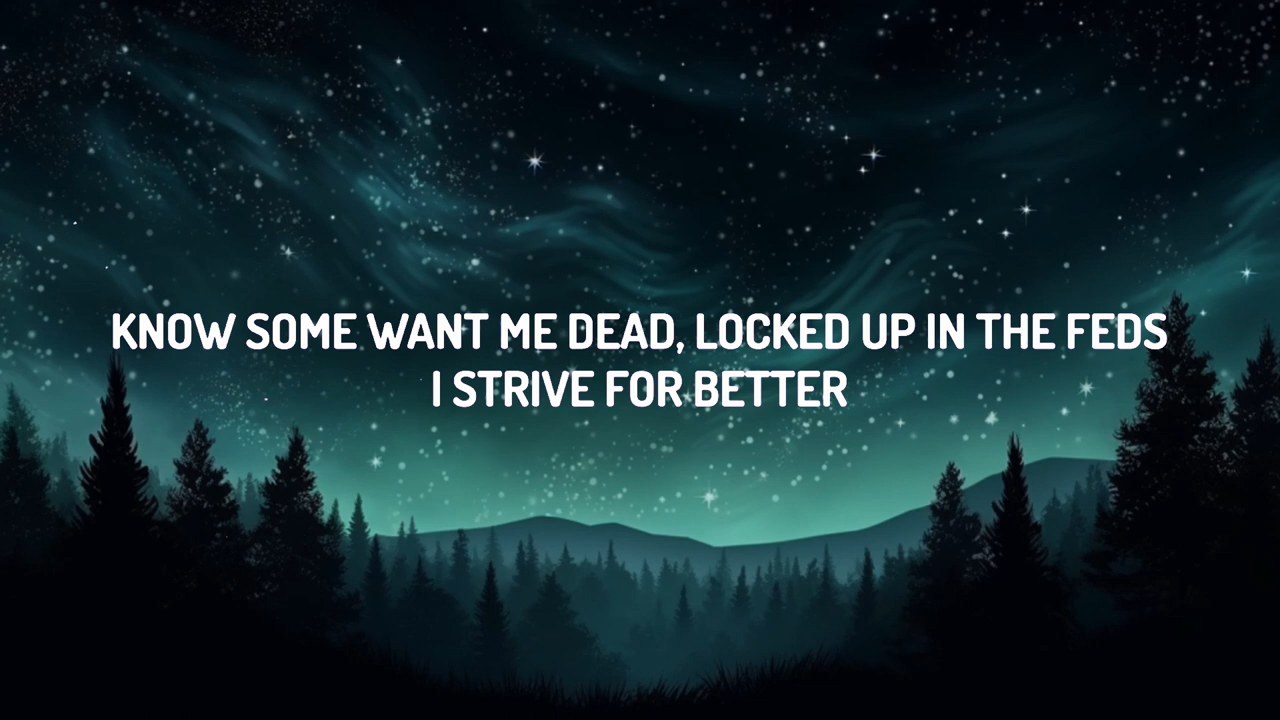 KNOW SOME WANT ME DEAD, LOCKED UP IN THE FEDS
I STRIVE FOR BETTER